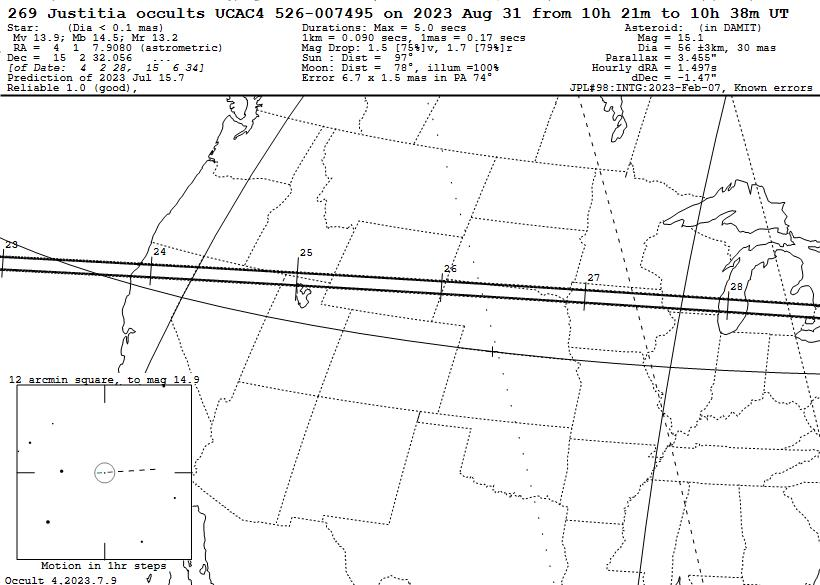 269 Justitia occults UCAC4 526-007495 on 2023 Aug 31 from 10h 21m to 10h 38m UT
Star: (Dia < 0.1 mas)
Mv 13.9; Mb 14.5; Mr 13.2
RA = 4 1 7.9080 (astrometric)
Dec = 15 2 32.056 ...
[of Date: 4 2 28, 15 6 34]
Prediction of 2023 Jul 15.7
Reliable 1.0 (good),
Durations: Max = 5.0 secs
1km = 0.090 secs, 1mas = 0.17 secs
Mag Drop: 1.5 [75%]v, 1.7 [79%]r
Sun : Dist = 97°
Moon: Dist = 78°, illum =100%
Error 6.7 x 1.5 mas in PA 74°
Asteroid: (in DAMIT)
Mag = 15.1
Dia = 56 ±3km, 30 mas
Parallax = 3.455"
Hourly dRA = 1.497s
dDec = -1.47"
JPL#98:INTG:2023-Feb-07, Known errors
23
24
25
26
27
28
12 arcmin square, to mag 14.9
Motion in 1hr steps
Occult 4.2023.7.9